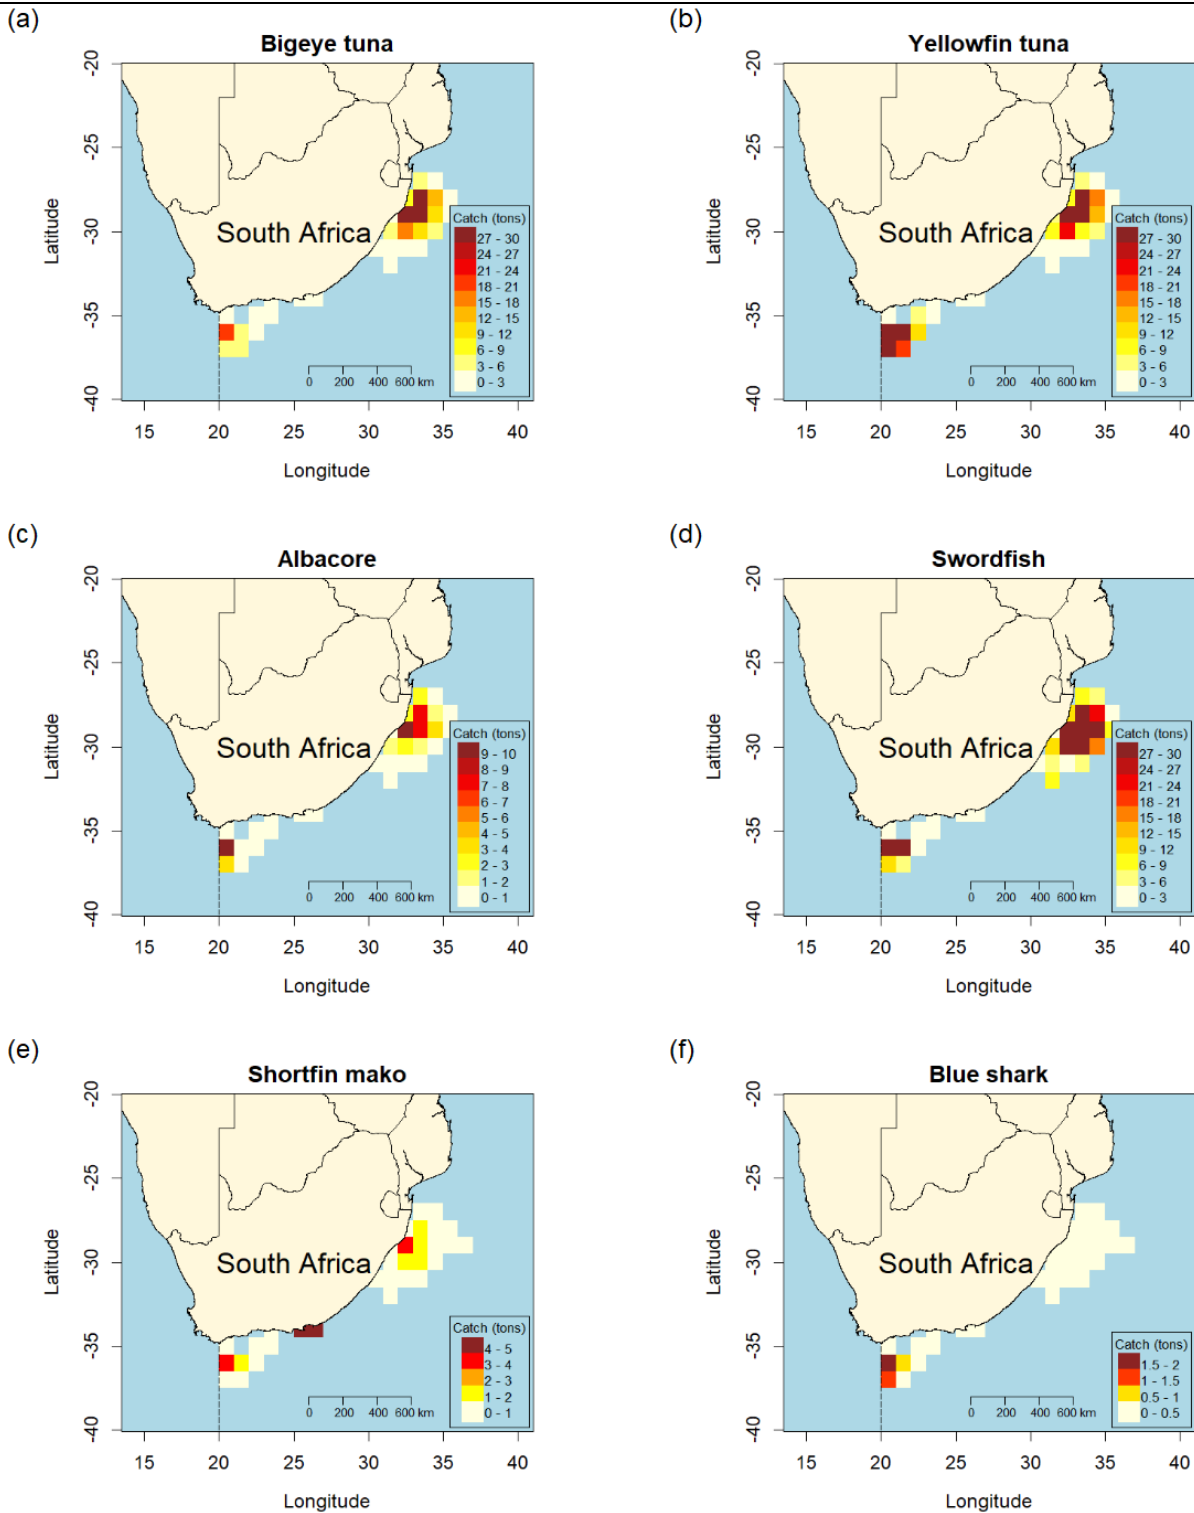 (a)
Bigeye tuna
-20
-25
-30
-35
-40
Latitude
South Africa
Catch (tons)
27 - 30
24 - 27
21 - 24
18 - 21
15 - 18
12 - 15
9 - 12
6 - 9
3 - 6
0 - 3
0 200 400 600 km
15 20 25 30 35 40
Longitude
(b)
Yellowfin tuna
-20
-25
-30
-35
-40
Latitude
South Africa
Catch (tons)
27 - 30
24 - 27
21 - 24
18 - 21
15 - 18
12 - 15
9 - 12
6 - 9
3 - 6
0 - 3
0 200 400 600 km
15 20 25 30 35 40
Longitude
(c)
Albacore
-20
-25
-30
-35
-40
Latitude
South Africa
Catch (tons)
9 - 10
8 - 9
7 - 8
6 - 7
5 - 6
4 - 5
3 - 4
2 - 3
1 - 2
0 - 1
0 200 400 600 km
15 20 25 30 35 40
Longitude
(d)
Swordfish
-20
-25
-30
-35
-40
Latitude
South Africa
Catch (tons)
27 - 30
24 - 27
21 - 24
18 - 21
15 - 18
12 - 15
9 - 12
6 - 9
3 - 6
0 - 3
0 200 400 600 km
15 20 25 30 35 40
Longitude
(e)
Shortfin mako
-20
-25
-30
-35
-40
Latitude
South Africa
Catch (tons)
4 - 5
3 - 4
2 - 3
1 - 2
0 - 1
0 200 400 600 km
15 20 25 30 35 40
Longitude
(f)
Blue shark
-20
-25
-30
-35
-40
Latitude
South Africa
Catch (tons)
1.5 - 2
1 - 1.5
0.5 - 1
0 - 0.5
0 200 400 600 km
15 20 25 30 35 40
Longitude